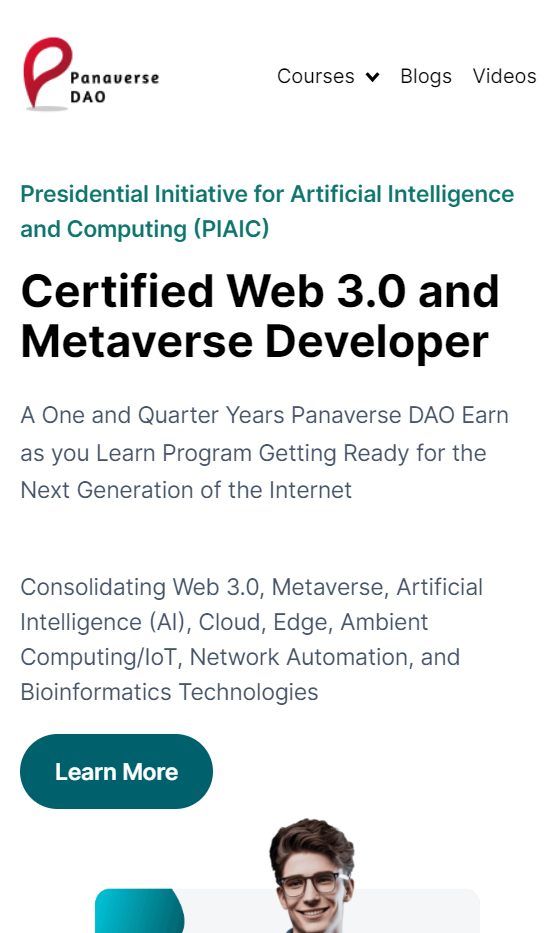 Panaverse
DAO
Courses Blogs Videos
Presidential Initiative for Artificial Intelligence
and Computing (PIAIC)
Certified Web 3.0 and
Metaverse Developer
A One and Quarter Years Panaverse DAO Earn
as you Learn Program Getting Ready for the
Next Generation of the Internet
Consolidating Web 3.0, Metaverse, Artificial
Intelligence (AI), Cloud, Edge, Ambient
Computing/IoT, Network Automation, and
Bioinformatics Technologies
Learn More